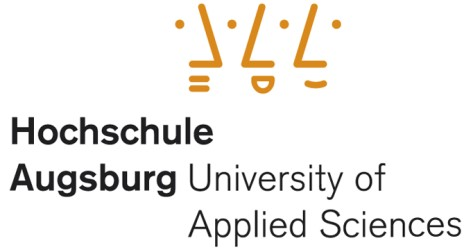 Hochschule
Augsburg University of
Applied Sciences